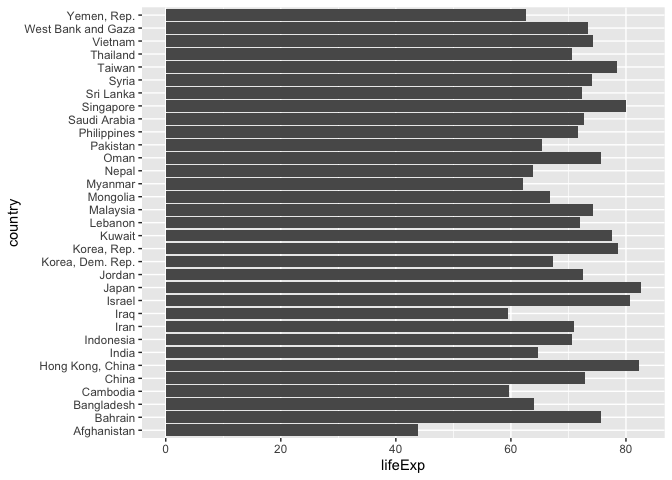 Yemen, Rep.
West Bank and Gaza
Vietnam
Thailand
Taiwan
Syria
Sri Lanka
Singapore
Saudi Arabia
Philippines
Pakistan
Oman
Nepal
Myanmar
Mongolia
Malaysia
Lebanon
Kuwait
Korea, Rep.
Korea, Dem. Rep.
Jordan
Japan
Israel
Iraq
Iran
Indonesia
India
Hong Kong, China
China
Cambodia
Bangladesh
Bahrain
Afghanistan
country
0 20 40 60 80
lifeExp